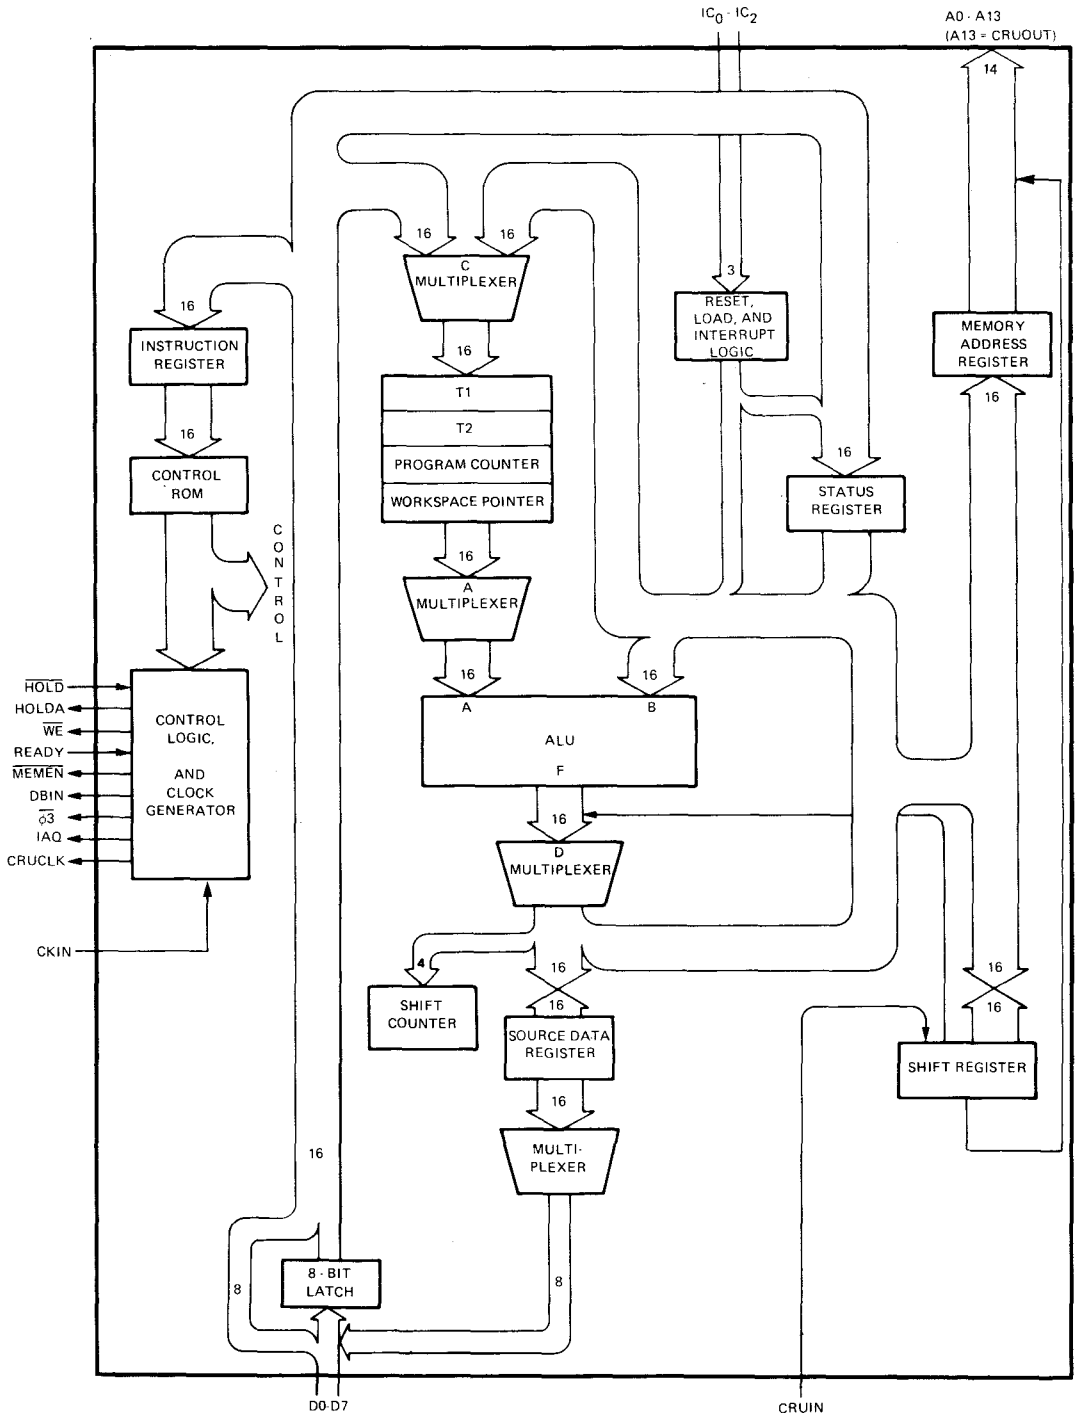 IC0 - IC2
A0 - A13
(A13 = CRUOUT)
14
16
16
C
MULTIPLEXER
3
RESET,
LOAD, AND
INTERRUPT
LOGIC
MEMORY
ADDRESS
REGISTER
16
INSTRUCTION
REGISTER
16
16
T1
T2
PROGRAM COUNTER
WORKSPACE POINTER
16
16
CONTROL
ROM
16
STATUS
REGISTER
CONTROL
16
A
MULTIPLEXER
16
16
A
B
ALU
F
HOLD
HOLDA
WE
READY
MEMEN
DBIN
φ3
IAQ
CRUCLK
CONTROL
LOGIC,
AND
CLOCK
GENERATOR
CKIN
16
D
MULTIPLEXER
4
SHIFT
COUNTER
16
16
SOURCE DATA
REGISTER
16
16
SHIFT REGISTER
16
MULTI-
PLEXER
16
8
8 - BIT
LATCH
8
D0-D7
CRUIN